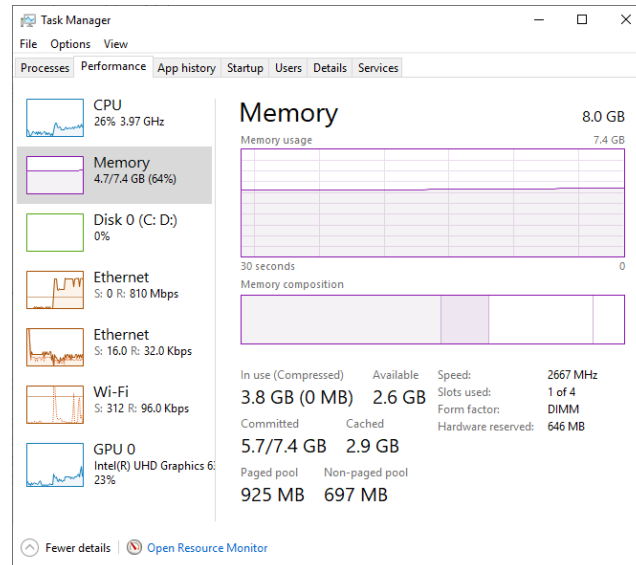 Task Manager
File Options View
Processes Performance App history Startup Users Details Services
CPU
26% 3.97 GHz
Memory
4.7/7.4 GB (64%)
Disk 0 (C: D:)
0%
Ethernet
S: 0 R: 810 Mbps
Ethernet
S: 16.0 R: 32.0 Kbps
Wi-Fi
S: 312 R: 96.0 Kbps
GPU 0
Intel(R) UHD Graphics 6
23%
Memory 8.0 GB
Memory usage 7.4 GB
30 seconds 0
Memory composition
In use (Compressed) Available
3.8 GB (0 MB) 2.6 GB
Committed Cached
5.7/7.4 GB 2.9 GB
Paged pool Non-paged pool
925 MB 697 MB
Speed: 2667 MHz
Slots used: 1 of 4
Form factor: DIMM
Hardware reserved: 646 MB
Fewer details Open Resource Monitor